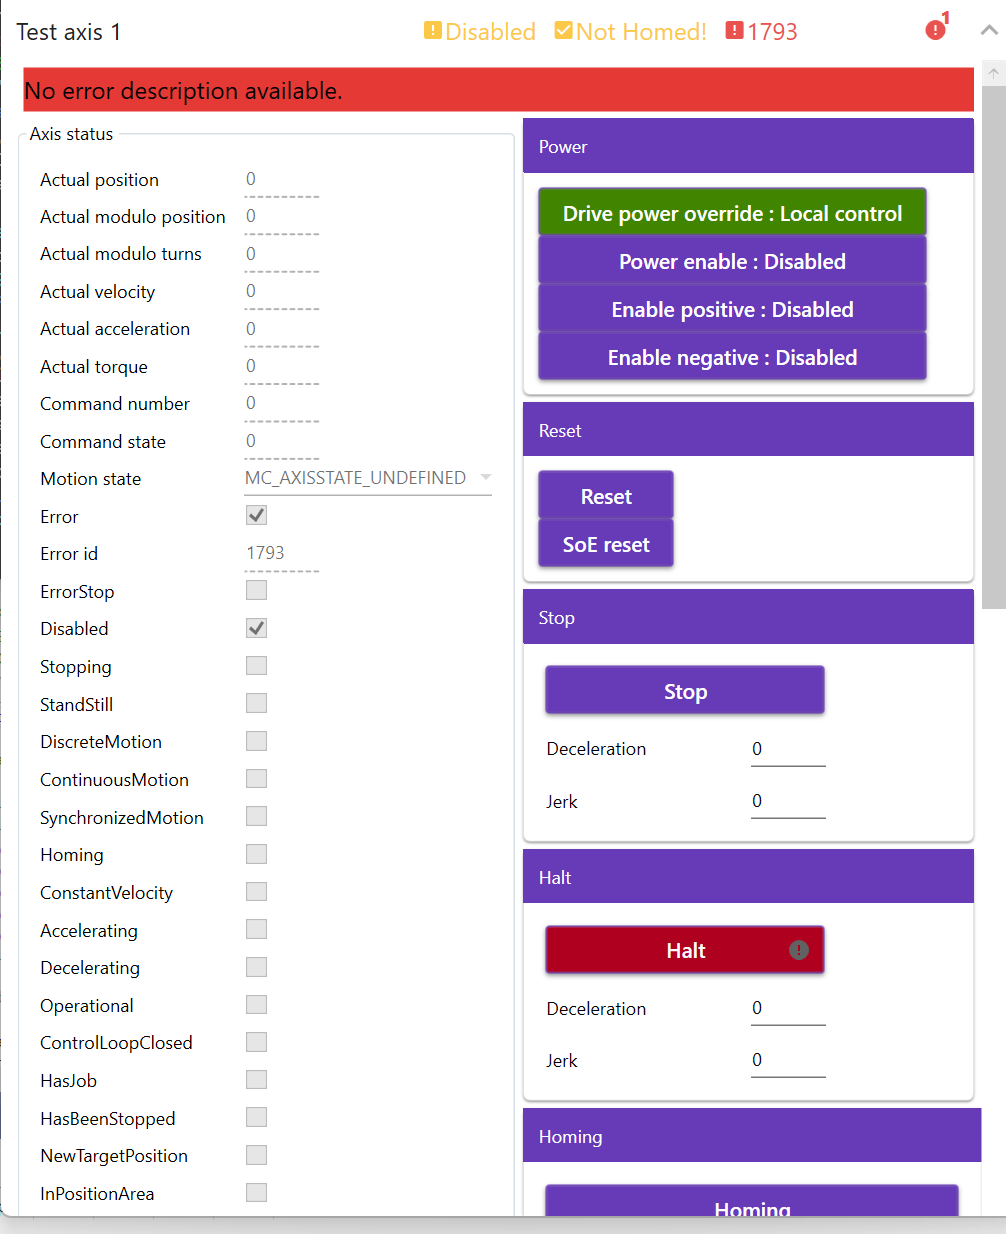 Test axis 1
Disabled
Not Homed!
1793
1
No error description available.
Axis status
Actual position 0
Actual modulo position 0
Actual modulo turns 0
Actual velocity 0
Actual acceleration 0
Actual torque 0
Command number 0
Command state 0
Motion state MC_AXISSTATE_UNDEFINED
Error
Error id 1793
ErrorStop
Disabled
Stopping
StandStill
DiscreteMotion
ContinuousMotion
SynchronizedMotion
Homing
ConstantVelocity
Accelerating
Decelerating
Operational
ControlLoopClosed
HasJob
HasBeenStopped
NewTargetPosition
InPositionArea
Power
Drive power override : Local control
Power enable : Disabled
Enable positive : Disabled
Enable negative : Disabled
Reset
Reset
SoE reset
Stop
Stop
Deceleration 0
Jerk 0
Halt
Halt
Deceleration 0
Jerk 0
Homing
Homing